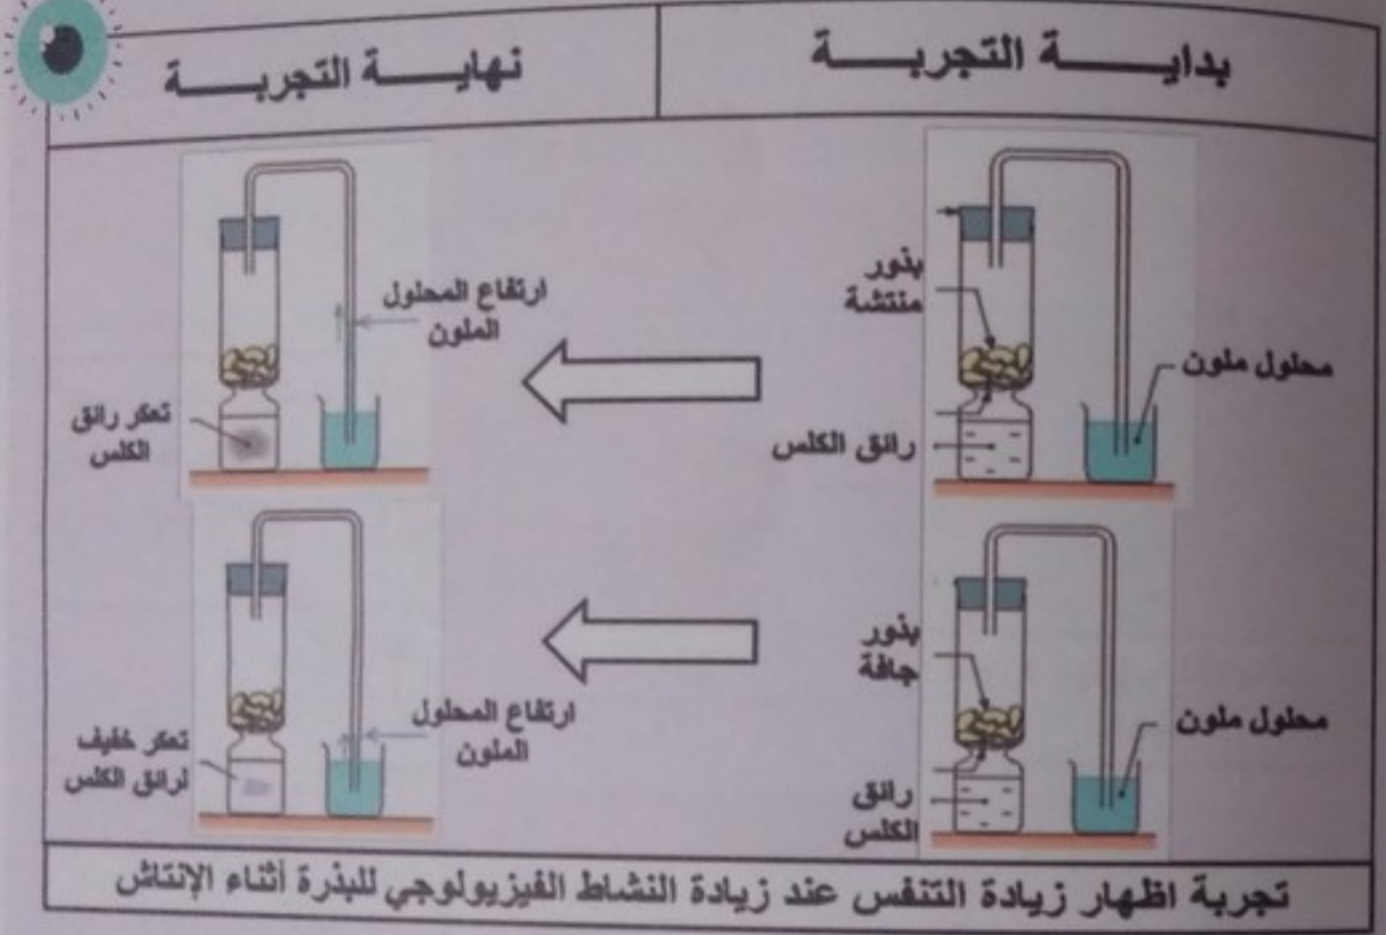 بداية التجربة
نهاية التجربة
بذور
منتشة
محلول ملون
رائق الكلس
ارتفاع المحلول
الملون
تعكر رائق
الكلس
بذور
جافة
محلول ملون
رائق
الكلس
ارتفاع المحلول
الملون
تعكر خفيف
لرائق الكلس
تجربة اظهار زيادة التنفس عند زيادة النشاط الفيزيولوجي للبذرة أثناء الإنتاش